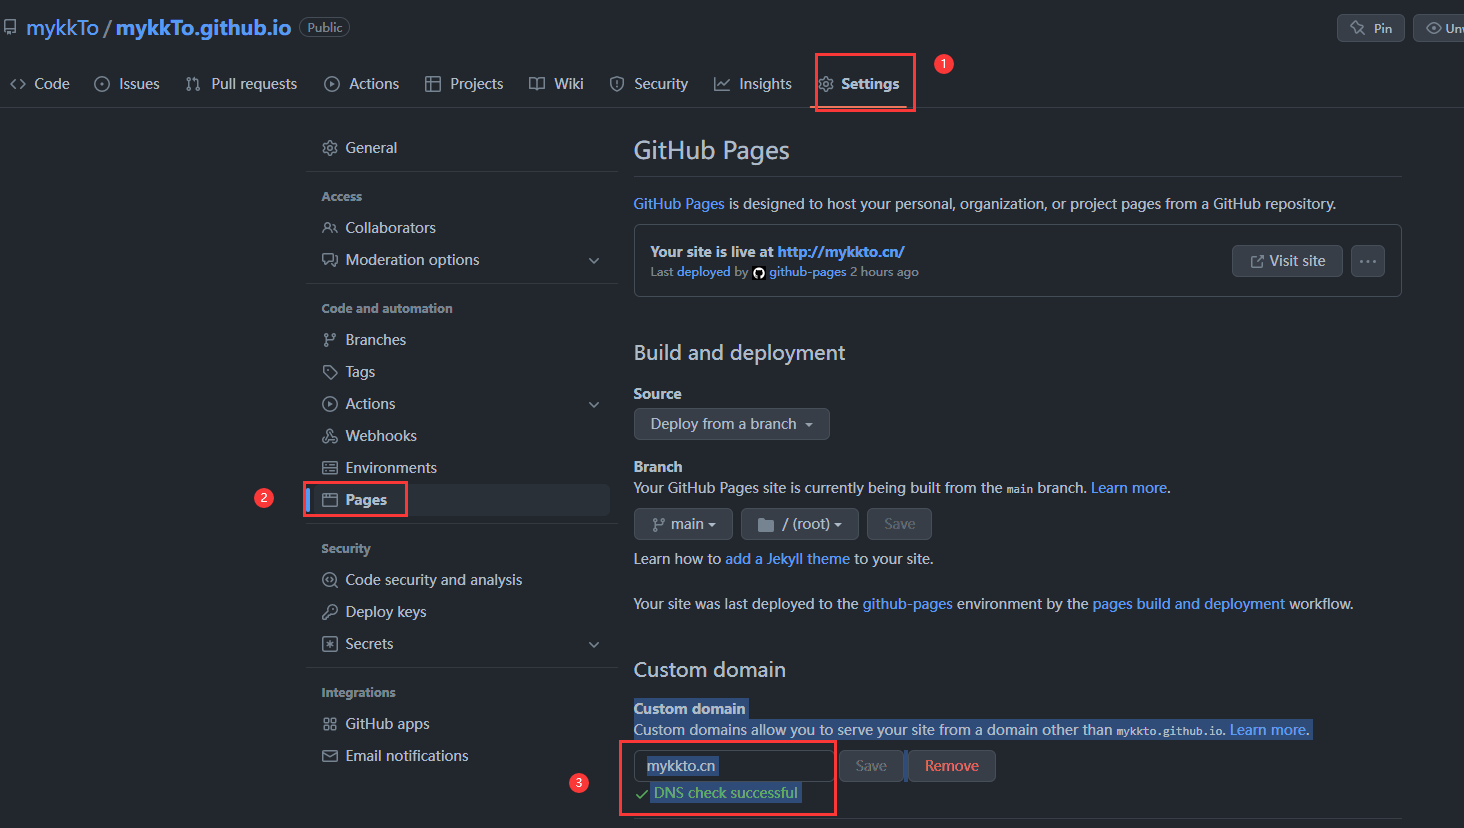 mykkTo / mykkTo.github.io Public
Pin
Code Issues Pull requests Actions Projects Wiki Security Insights Settings 1
General
Access
Collaborators
Moderation options
Code and automation
Branches
Tags
Actions
Webhooks
Environments
2 Pages
Security
Code security and analysis
Deploy keys
Secrets
Integrations
GitHub apps
Email notifications
GitHub Pages
GitHub Pages is designed to host your personal, organization, or project pages from a GitHub repository.
Your site is live at http://mykkto.cn/
Last deployed by github-pages 2 hours ago
Visit site
Build and deployment
Source
Deploy from a branch
Branch
Your GitHub Pages site is currently being built from the main branch. Learn more.
main / (root) Save
Learn how to add a Jekyll theme to your site.
Your site was last deployed to the github-pages environment by the pages build and deployment workflow.
Custom domain
Custom domain
Custom domains allow you to serve your site from a domain other than mykkto.github.io. Learn more.
mykkto.cn Save Remove
3 DNS check successful